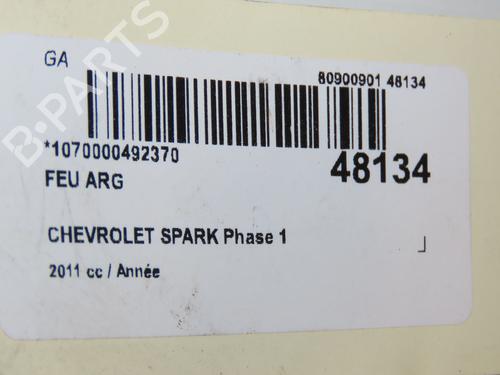 GA
80900901 48134
*1070000492370
48134
FEU ARG
CHEVROLET SPARK Phase 1
2011 cc / Année
B-PARTS